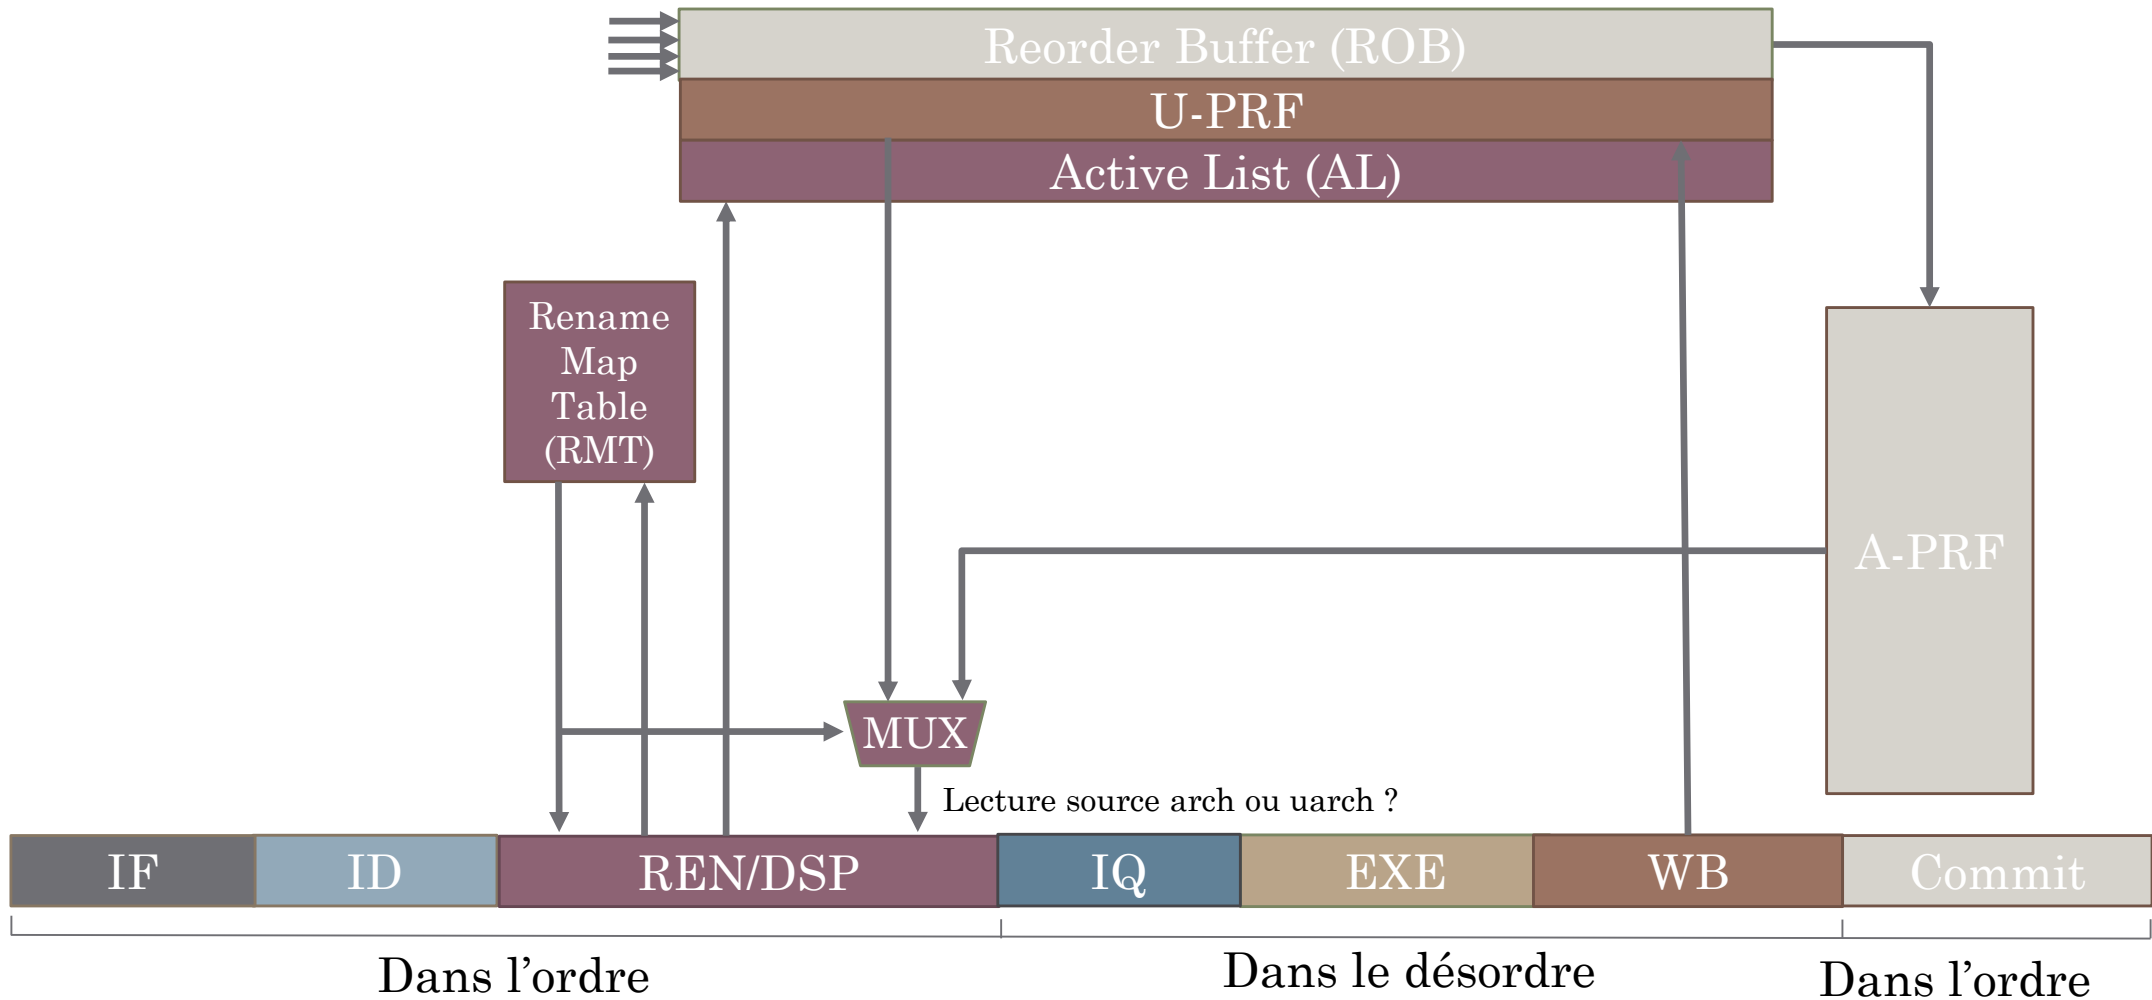 Reorder Buffer (ROB)
U-PRF
Active List (AL)
Rename
Map
Table
(RMT)
A-PRF
MUX
Lecture source arch ou uarch ?
IF
ID
REN/DSP
IQ
EXE
WB
Commit
Dans l’ordre
Dans le désordre
Dans l’ordre